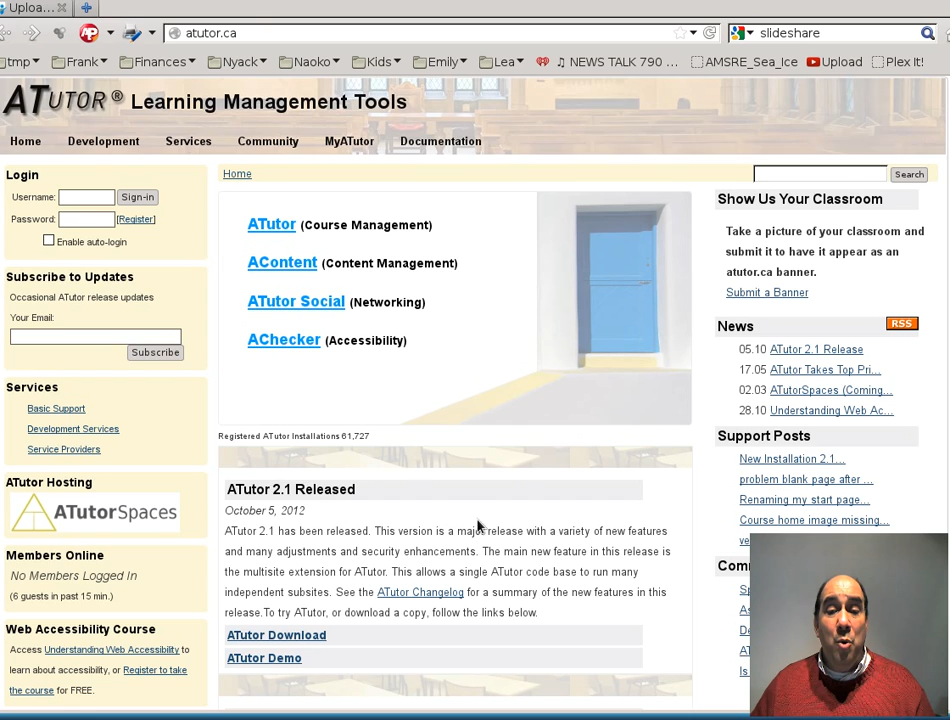 Uploa...
atutor.ca
slideshare
tmp
Frank
Finances
Nyack
Naoko
Kids
Emily
Lea
NEWS TALK 790 ...
AMSRE_Sea_Ice
Upload
Plex It!
ATUTOR ® Learning Management Tools
Home
Development
Services
Community
MyATutor
Documentation
Login
Username:
Sign-in
Password:
[Register]
Enable auto-login
Subscribe to Updates
Occasional ATutor release updates
Your Email:
Subscribe
Services
Basic Support
Development Services
Service Providers
ATutor Hosting
ATutorSpaces
Members Online
No Members Logged In
(6 guests in past 15 min.)
Web Accessibility Course
Access Understanding Web Accessibility to
learn about accessibility, or Register to take
the course for FREE.
Home
Search
ATutor (Course Management)
AContent (Content Management)
ATutor Social (Networking)
AChecker (Accessibility)
Registered ATutor Installations 61,727
ATutor 2.1 Released
October 5, 2012
ATutor 2.1 has been released. This version is a major release with a variety of new features
and many adjustments and security enhancements. The main new feature in this release is
the multisite extension for ATutor. This allows a single ATutor code base to run many
independent subsites. See the ATutor Changelog for a summary of the new features in this
release.To try ATutor, or download a copy, follow the links below.
ATutor Download
ATutor Demo
Show Us Your Classroom
Take a picture of your classroom and
submit it to have it appear as an
atutor.ca banner.
Submit a Banner
News
RSS
05.10 ATutor 2.1 Release
17.05 ATutor Takes Top Pri...
02.03 ATutorSpaces (Coming...
28.10 Understanding Web Ac...
Support Posts
New Installation 2.1...
problem blank page after ...
Renaming my start page...
Course home image missing...